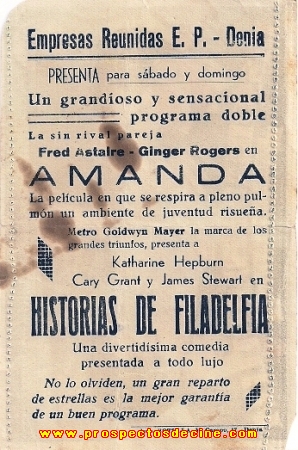 Empresas Reunidas E. P. - Denia
PRESENTA para sábado y domingo
Un grandioso y sensacional
programa doble
La sin rival pareja
Fred Astaire - Ginger Rogers en
AMANDA
La película en que se respira a pleno pul-
món un ambiente de juventud risueña.
Metro Goldwyn Mayer la marca de los
grandes triunfos, presenta a
Katharine Hepburn
Cary Grant y James Stewart en
HISTORIAS DE FILADELFIA
Una divertidísima comedia
presentada a todo lujo
No lo olviden, un gran reparto
de estrellas es la mejor garantía
de un buen programa.
Denia
www.prospectosdecine.com